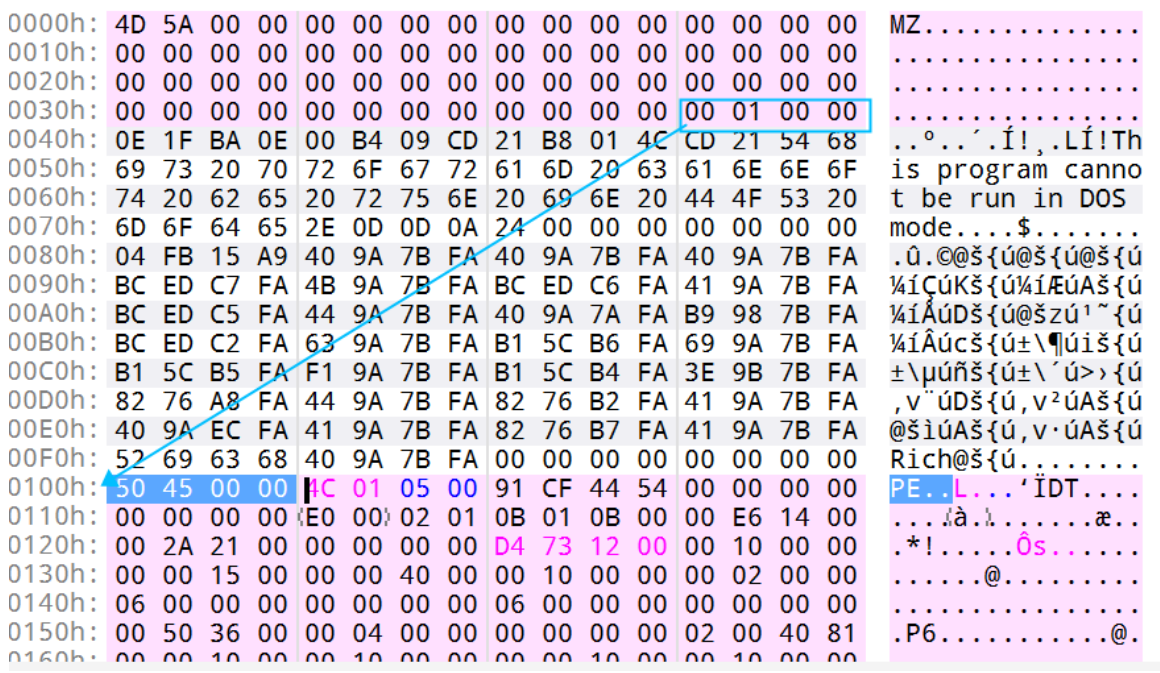 0000h: 4D 5A 00 00 00 00 00 00 00 00 00 00 00 00 00 00 MZ..............
0010h: 00 00 00 00 00 00 00 00 00 00 00 00 00 00 00 00 ................
0020h: 00 00 00 00 00 00 00 00 00 00 00 00 00 00 00 00 ................
0030h: 00 00 00 00 00 00 00 00 00 00 00 00 00 01 00 00 ................
0040h: 0E 1F BA 0E 00 B4 09 CD 21 B8 01 4C CD 21 54 68 ..º..´.Í!¸.LÍ!Th
0050h: 69 73 20 70 72 6F 67 72 61 6D 20 63 61 6E 6E 6F is program canno
0060h: 74 20 62 65 20 72 75 6E 20 69 6E 20 44 4F 53 20 t be run in DOS
0070h: 6D 6F 64 65 2E 0D 0D 0A 24 00 00 00 00 00 00 00 mode....$.......
0080h: 04 FB 15 A9 40 9A 7B FA 40 9A 7B FA 40 9A 7B FA .û.©@š{ú@š{ú@š{ú
0090h: BC ED C7 FA 4B 9A 7B FA BC ED C6 FA 41 9A 7B FA ¼íÇúKš{ú¼íÆúAš{ú
00A0h: BC ED C5 FA 44 9A 7B FA 40 9A 7A FA B9 98 7B FA ¼íÅúDš{ú@šzú¹˜{ú
00B0h: BC ED C2 FA 63 9A 7B FA B1 5C B6 FA 69 9A 7B FA ¼íÂúcš{ú±\¶úiš{ú
00C0h: B1 5C B5 FA F1 9A 7B FA B1 5C B4 FA 3E 9B 7B FA ±\µúñš{ú±\´ú>›{ú
00D0h: 82 76 A8 FA 44 9A 7B FA 82 76 B2 FA 41 9A 7B FA ‚v¨úDš{ú‚v²úAš{ú
00E0h: 40 9A EC FA 41 9A 7B FA 82 76 B7 FA 41 9A 7B FA @šìúAš{ú‚v·úAš{ú
00F0h: 52 69 63 68 40 9A 7B FA 00 00 00 00 00 00 00 00 Rich@š{ú........
0100h: 50 45 00 00 4C 01 05 00 91 CF 44 54 00 00 00 00 PE..L...‘ÏDT....
0110h: 00 00 00 00 E0 00 02 01 0B 01 0B 00 00 E6 14 00 ....à........æ..
0120h: 00 2A 21 00 00 00 00 00 D4 73 12 00 00 10 00 00 .*!.....Ôs......
0130h: 00 00 15 00 00 00 40 00 00 10 00 00 00 02 00 00 ......@.........
0140h: 06 00 00 00 00 00 00 00 06 00 00 00 00 00 00 00 ................
0150h: 00 50 36 00 00 04 00 00 00 00 00 00 02 00 40 81 .P6...........@.
0160h: 00 00 10 00 00 10 00 00 00 00 10 00 00 10 00 00